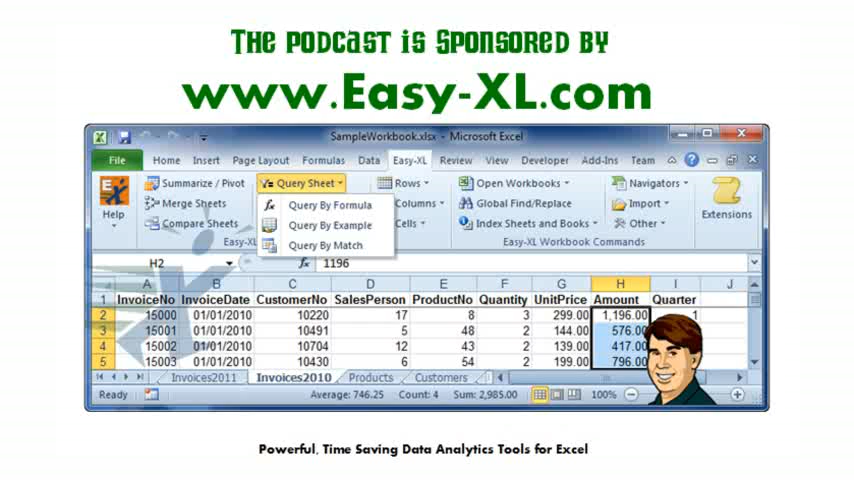 The podcast is Sponsored by
www.Easy-XL.com
SampleWorkbook.xlsx - Microsoft Excel
File Home Insert Page Layout Formulas Data Easy-XL Review View Developer Add-Ins Team
Summarize / Pivot Query Sheet Rows Open Workbooks Navigators
Merge Sheets Query By Formula Columns Global Find/Replace Import
Help Compare Sheets Query By Example Cells Index Sheets and Books Other Extensions
Query By Match
Easy-XL Easy-XL Workbook Commands
H2 fx 1196
A B C D E F G H I J
1 InvoiceNo InvoiceDate CustomerNo SalesPerson ProductNo Quantity UnitPrice Amount Quarter
2 15000 01/01/2010 10220 17 8 3 299.00 1,196.00 1
3 15001 01/01/2010 10491 5 48 2 144.00 576.00
4 15002 01/01/2010 10704 12 43 2 139.00 417.00
5 15003 01/01/2010 10430 6 54 2 199.00 796.00
Invoices2011 Invoices2010 Products Customers
Ready Average: 746.25 Count: 4 Sum: 2,985.00 100%
Powerful, Time Saving Data Analytics Tools for Excel